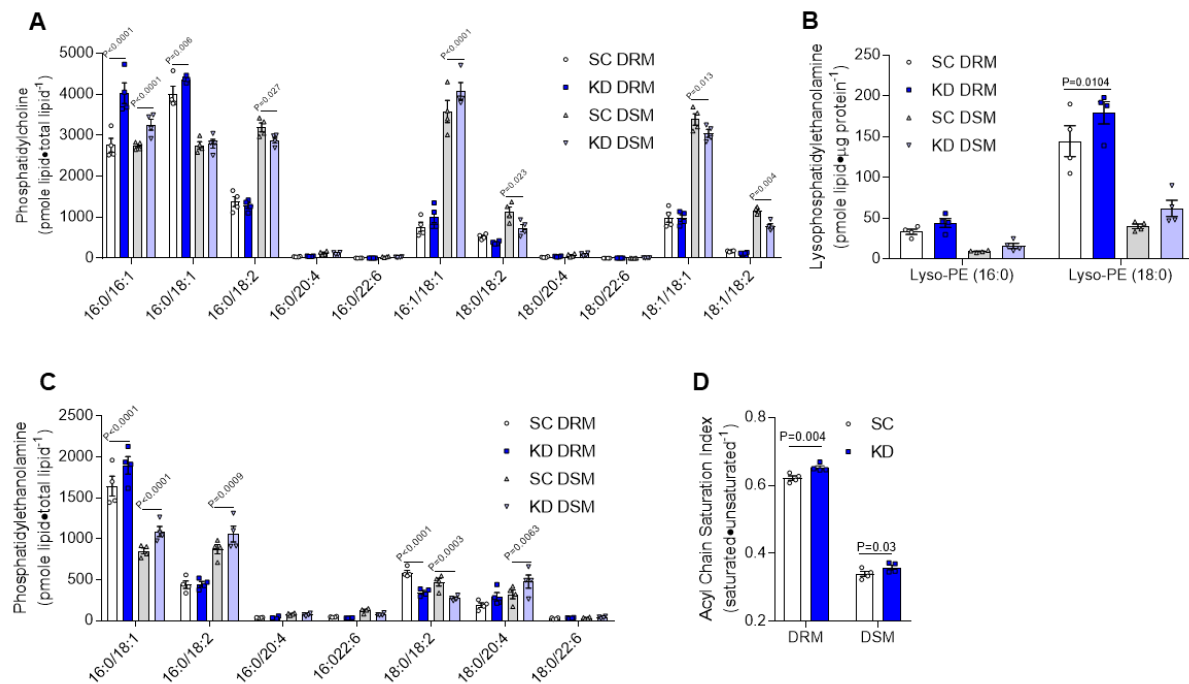 A
Phosphatidylcholine
(pmole lipid●total lipid⁻¹)
5000
4000
3000
2000
1000
0
P<0.0001
P<0.0001
P=0.006
P=0.027
P<0.0001
P=0.023
P=0.013
P=0.004
SC DRM
KD DRM
SC DSM
KD DSM
16:0/16:1
16:0/18:1
16:0/18:2
16:0/20:4
16:0/22:6
16:1/18:1
18:0/18:2
18:0/20:4
18:0/22:6
18:1/18:1
18:1/18:2
B
Lysophosphatidylethanolamine
(pmole lipid●µg protein⁻¹)
250
200
150
100
50
0
SC DRM
KD DRM
SC DSM
KD DSM
P=0.0104
Lyso-PE (16:0)
Lyso-PE (18:0)
C
Phosphatidylethanolamine
(pmole lipid●total lipid⁻¹)
2500
2000
1500
1000
500
0
P<0.0001
P<0.0001
P=0.0009
P<0.0001
P=0.0003
P=0.0063
SC DRM
KD DRM
SC DSM
KD DSM
16:0/18:1
16:0/18:2
16:0/20:4
16:022:6
18:0/18:2
18:0/20:4
18:0/22:6
D
Acyl Chain Saturation Index
(saturated●unsaturated⁻¹)
0.8
0.6
0.4
0.2
SC
KD
P=0.004
P=0.03
DRM
DSM